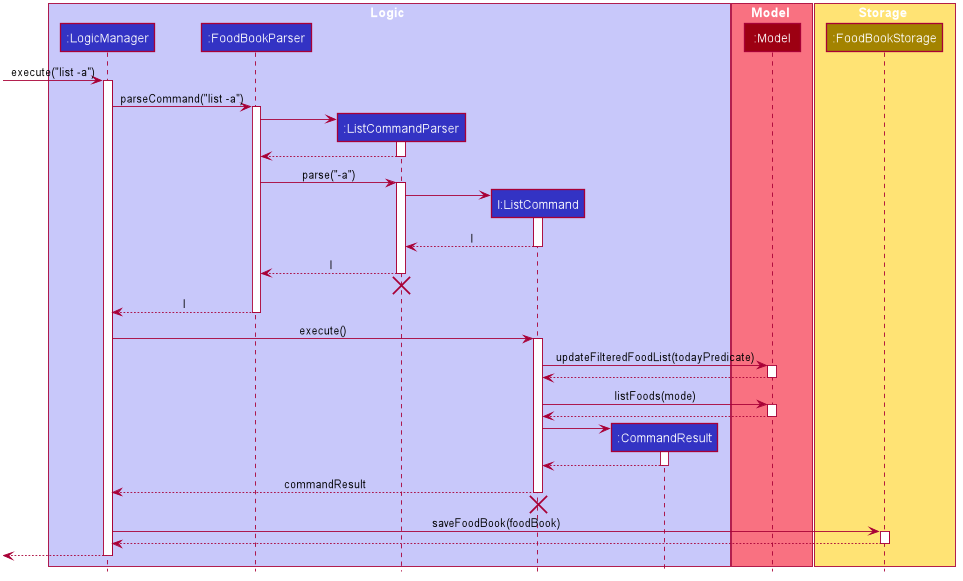 Logic
Model
Storage
:LogicManager
:FoodBookParser
:Model
:FoodBookStorage
execute("list -a")
parseCommand("list -a")
:ListCommandParser
parse("-a")
l:ListCommand
l
l
l
execute()
updateFilteredFoodList(todayPredicate)
listFoods(mode)
:CommandResult
commandResult
saveFoodBook(foodBook)